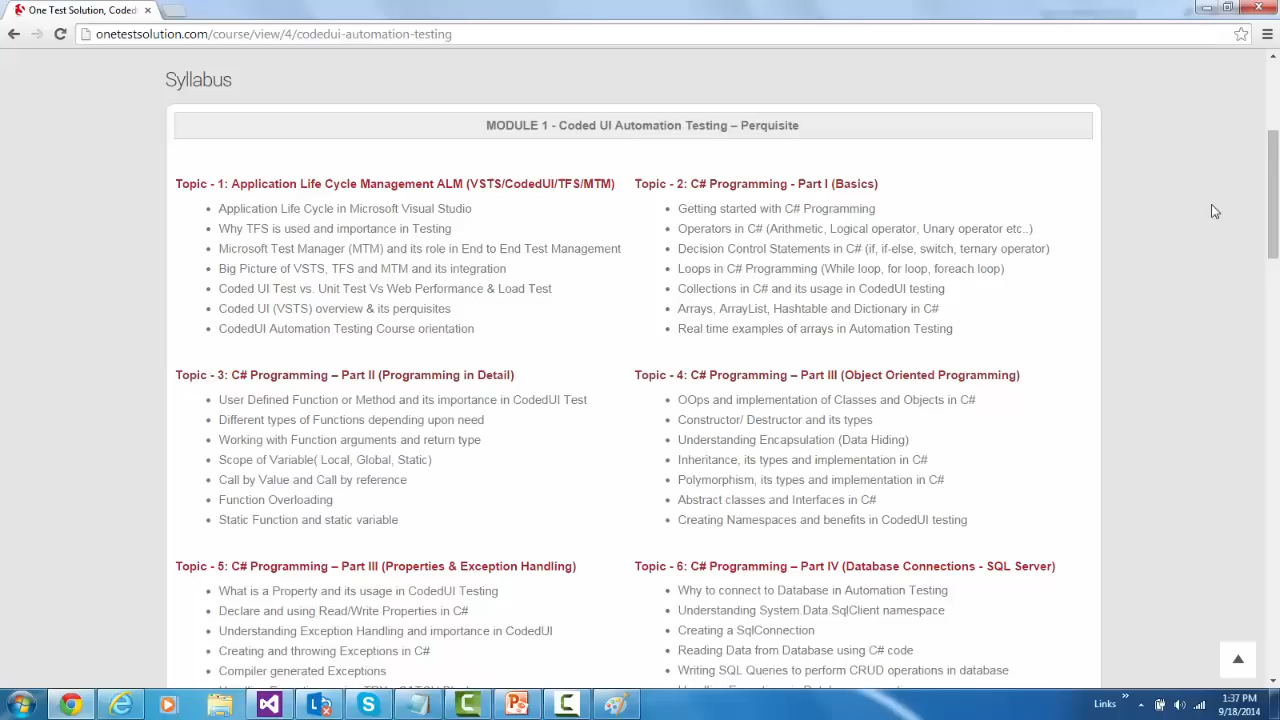 One Test Solution, Coded
onetestsolution.com/course/view/4/codedui-automation-testing
Syllabus
MODULE 1 - Coded UI Automation Testing – Perquisite
Topic - 1: Application Life Cycle Management ALM (VSTS/CodedUI/TFS/MTM)
Application Life Cycle in Microsoft Visual Studio
Why TFS is used and importance in Testing
Microsoft Test Manager (MTM) and its role in End to End Test Management
Big Picture of VSTS, TFS and MTM and its integration
Coded UI Test vs. Unit Test Vs Web Performance & Load Test
Coded UI (VSTS) overview & its perquisites
CodedUI Automation Testing Course orientation
Topic - 2: C# Programming - Part I (Basics)
Getting started with C# Programming
Operators in C# (Arithmetic, Logical operator, Unary operator etc..)
Decision Control Statements in C# (if, if-else, switch, ternary operator)
Loops in C# Programming (While loop, for loop, foreach loop)
Collections in C# and its usage in CodedUI testing
Arrays, ArrayList, Hashtable and Dictionary in C#
Real time examples of arrays in Automation Testing
Topic - 3: C# Programming – Part II (Programming in Detail)
User Defined Function or Method and its importance in CodedUI Test
Different types of Functions depending upon need
Working with Function arguments and return type
Scope of Variable( Local, Global, Static)
Call by Value and Call by reference
Function Overloading
Static Function and static variable
Topic - 4: C# Programming – Part III (Object Oriented Programming)
OOps and implementation of Classes and Objects in C#
Constructor/ Destructor and its types
Understanding Encapsulation (Data Hiding)
Inheritance, its types and implementation in C#
Polymorphism, its types and implementation in C#
Abstract classes and Interfaces in C#
Creating Namespaces and benefits in CodedUI testing
Topic - 5: C# Programming – Part III (Properties & Exception Handling)
What is a Property and its usage in CodedUI Testing
Declare and using Read/Write Properties in C#
Understanding Exception Handling and importance in CodedUI
Creating and throwing Exceptions in C#
Compiler generated Exceptions
Topic - 6: C# Programming – Part IV (Database Connections - SQL Server)
Why to connect to Database in Automation Testing
Understanding System.Data.SqlClient namespace
Creating a SqlConnection
Reading Data from Database using C# code
Writing SQL Queries to perform CRUD operations in database
Links
1:37 PM
9/18/2014